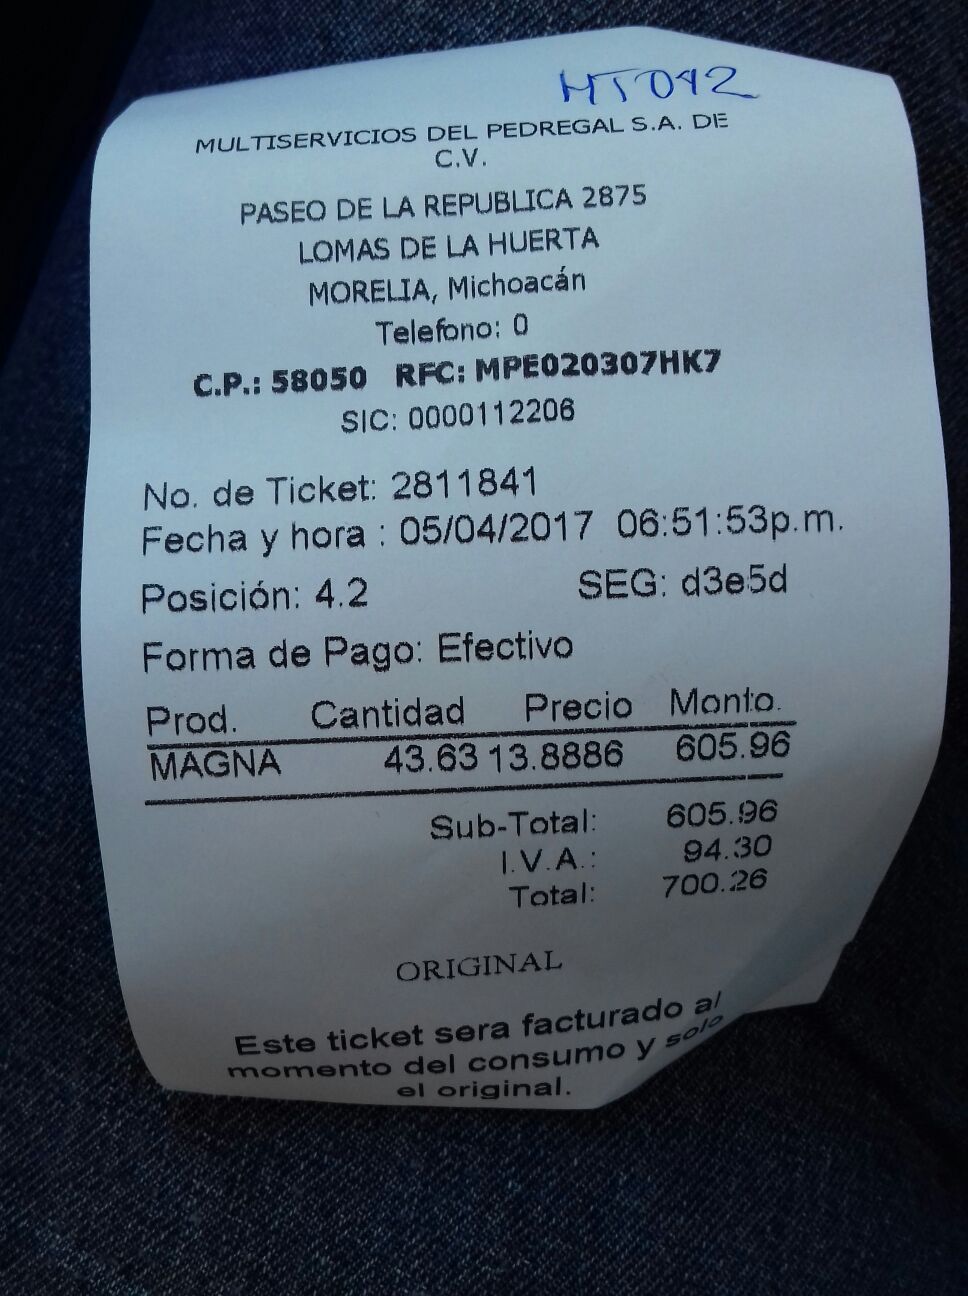 MT092
MULTISERVICIOS DEL PEDREGAL S.A. DE
C.V.
PASEO DE LA REPUBLICA 2875
LOMAS DE LA HUERTA
MORELIA, Michoacán
Telefono: 0
C.P.: 58050 RFC: MPE020307HK7
SIC: 0000112206
No. de Ticket: 2811841
Fecha y hora : 05/04/2017 06:51:53p.m.
Posición: 4.2 SEG: d3e5d
Forma de Pago: Efectivo
Prod. Cantidad Precio Monto.
MAGNA 43.63 13.8886 605.96
Sub-Total: 605.96
I.V.A.: 94.30
Total: 700.26
ORIGINAL
Este ticket sera facturado al
momento del consumo y solo
el original.